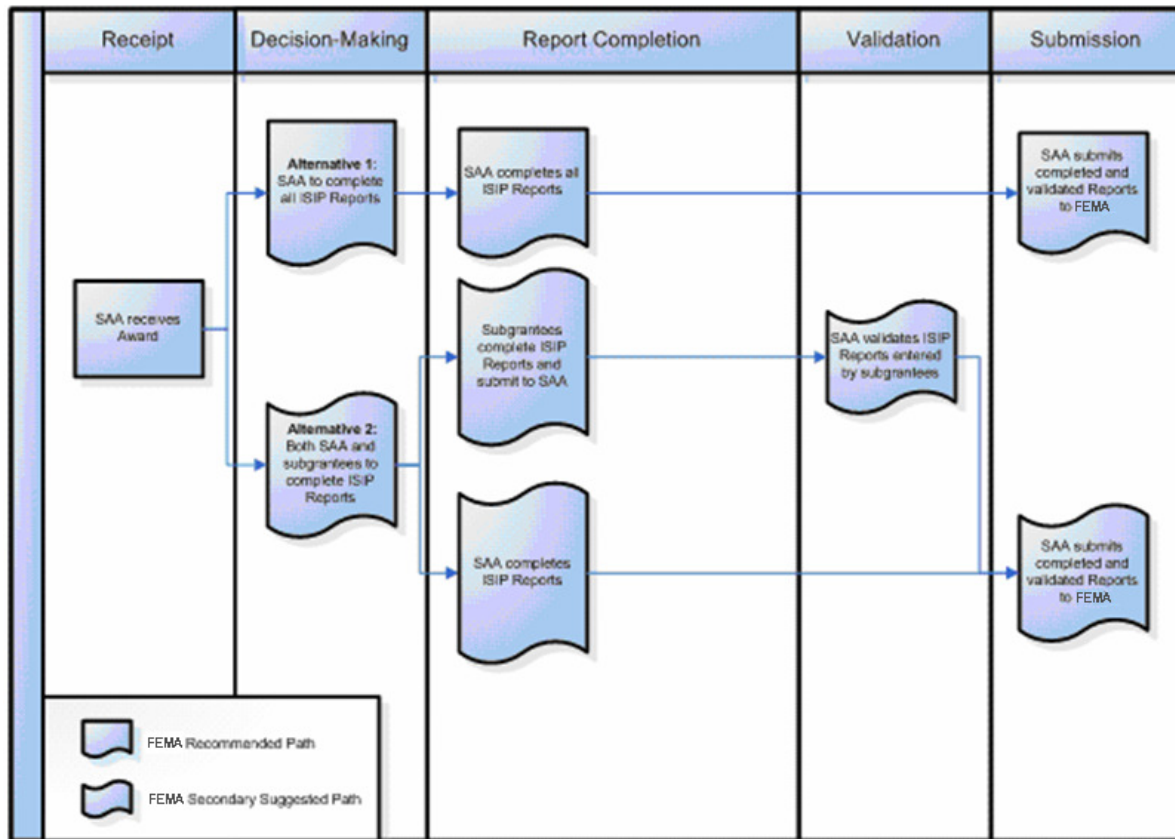 Receipt
Decision-Making
Report Completion
Validation
Submission
Alternative 1:
SAA to complete
all ISIP Reports
SAA completes all
ISIP Reports
SAA submits
completed and
validated Reports
to FEMA
SAA receives
Award
Subgrantees
complete ISIP
Reports and
submit to SAA
SAA validates ISIP
Reports entered
by subgrantees
Alternative 2:
Both SAA and
subgrantees to
complete ISIP
Reports
SAA completes
ISIP Reports
SAA submits
completed and
validated Reports
to FEMA
FEMA Recommended Path
FEMA Secondary Suggested Path